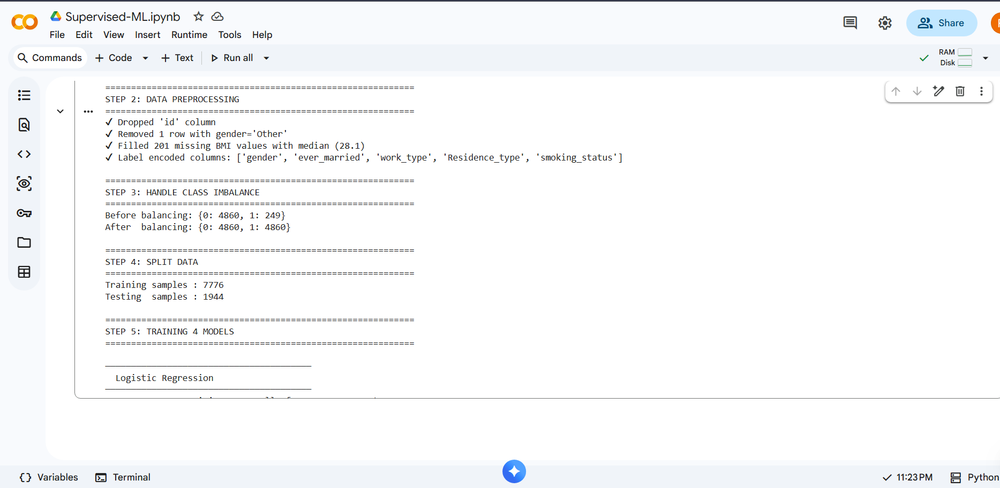 Supervised-ML.ipynb
File Edit View Insert Runtime Tools Help
Share
Commands + Code + Text Run all
RAM
Disk
============================================================
STEP 2: DATA PREPROCESSING
============================================================
✓ Dropped 'id' column
✓ Removed 1 row with gender='Other'
✓ Filled 201 missing BMI values with median (28.1)
✓ Label encoded columns: ['gender', 'ever_married', 'work_type', 'Residence_type', 'smoking_status']
============================================================
STEP 3: HANDLE CLASS IMBALANCE
============================================================
Before balancing: {0: 4860, 1: 249}
After  balancing: {0: 4860, 1: 4860}
============================================================
STEP 4: SPLIT DATA
============================================================
Training samples : 7776
Testing  samples : 1944
============================================================
STEP 5: TRAINING 4 MODELS
============================================================
Logistic Regression
Variables Terminal
11:23 PM Python